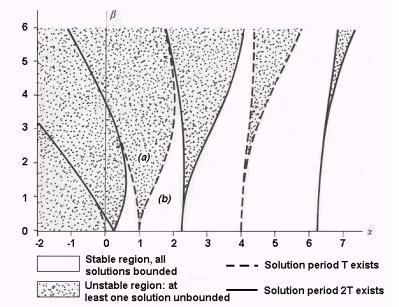 β
6
5
4
3
2
1
0
(a)
(b)
-2 -1 0 1 2 3 4 5 6 7 x
Stable region, all
solutions bounded
Unstable region: at
least one solution unbounded
Solution period T exists
Solution period 2T exists